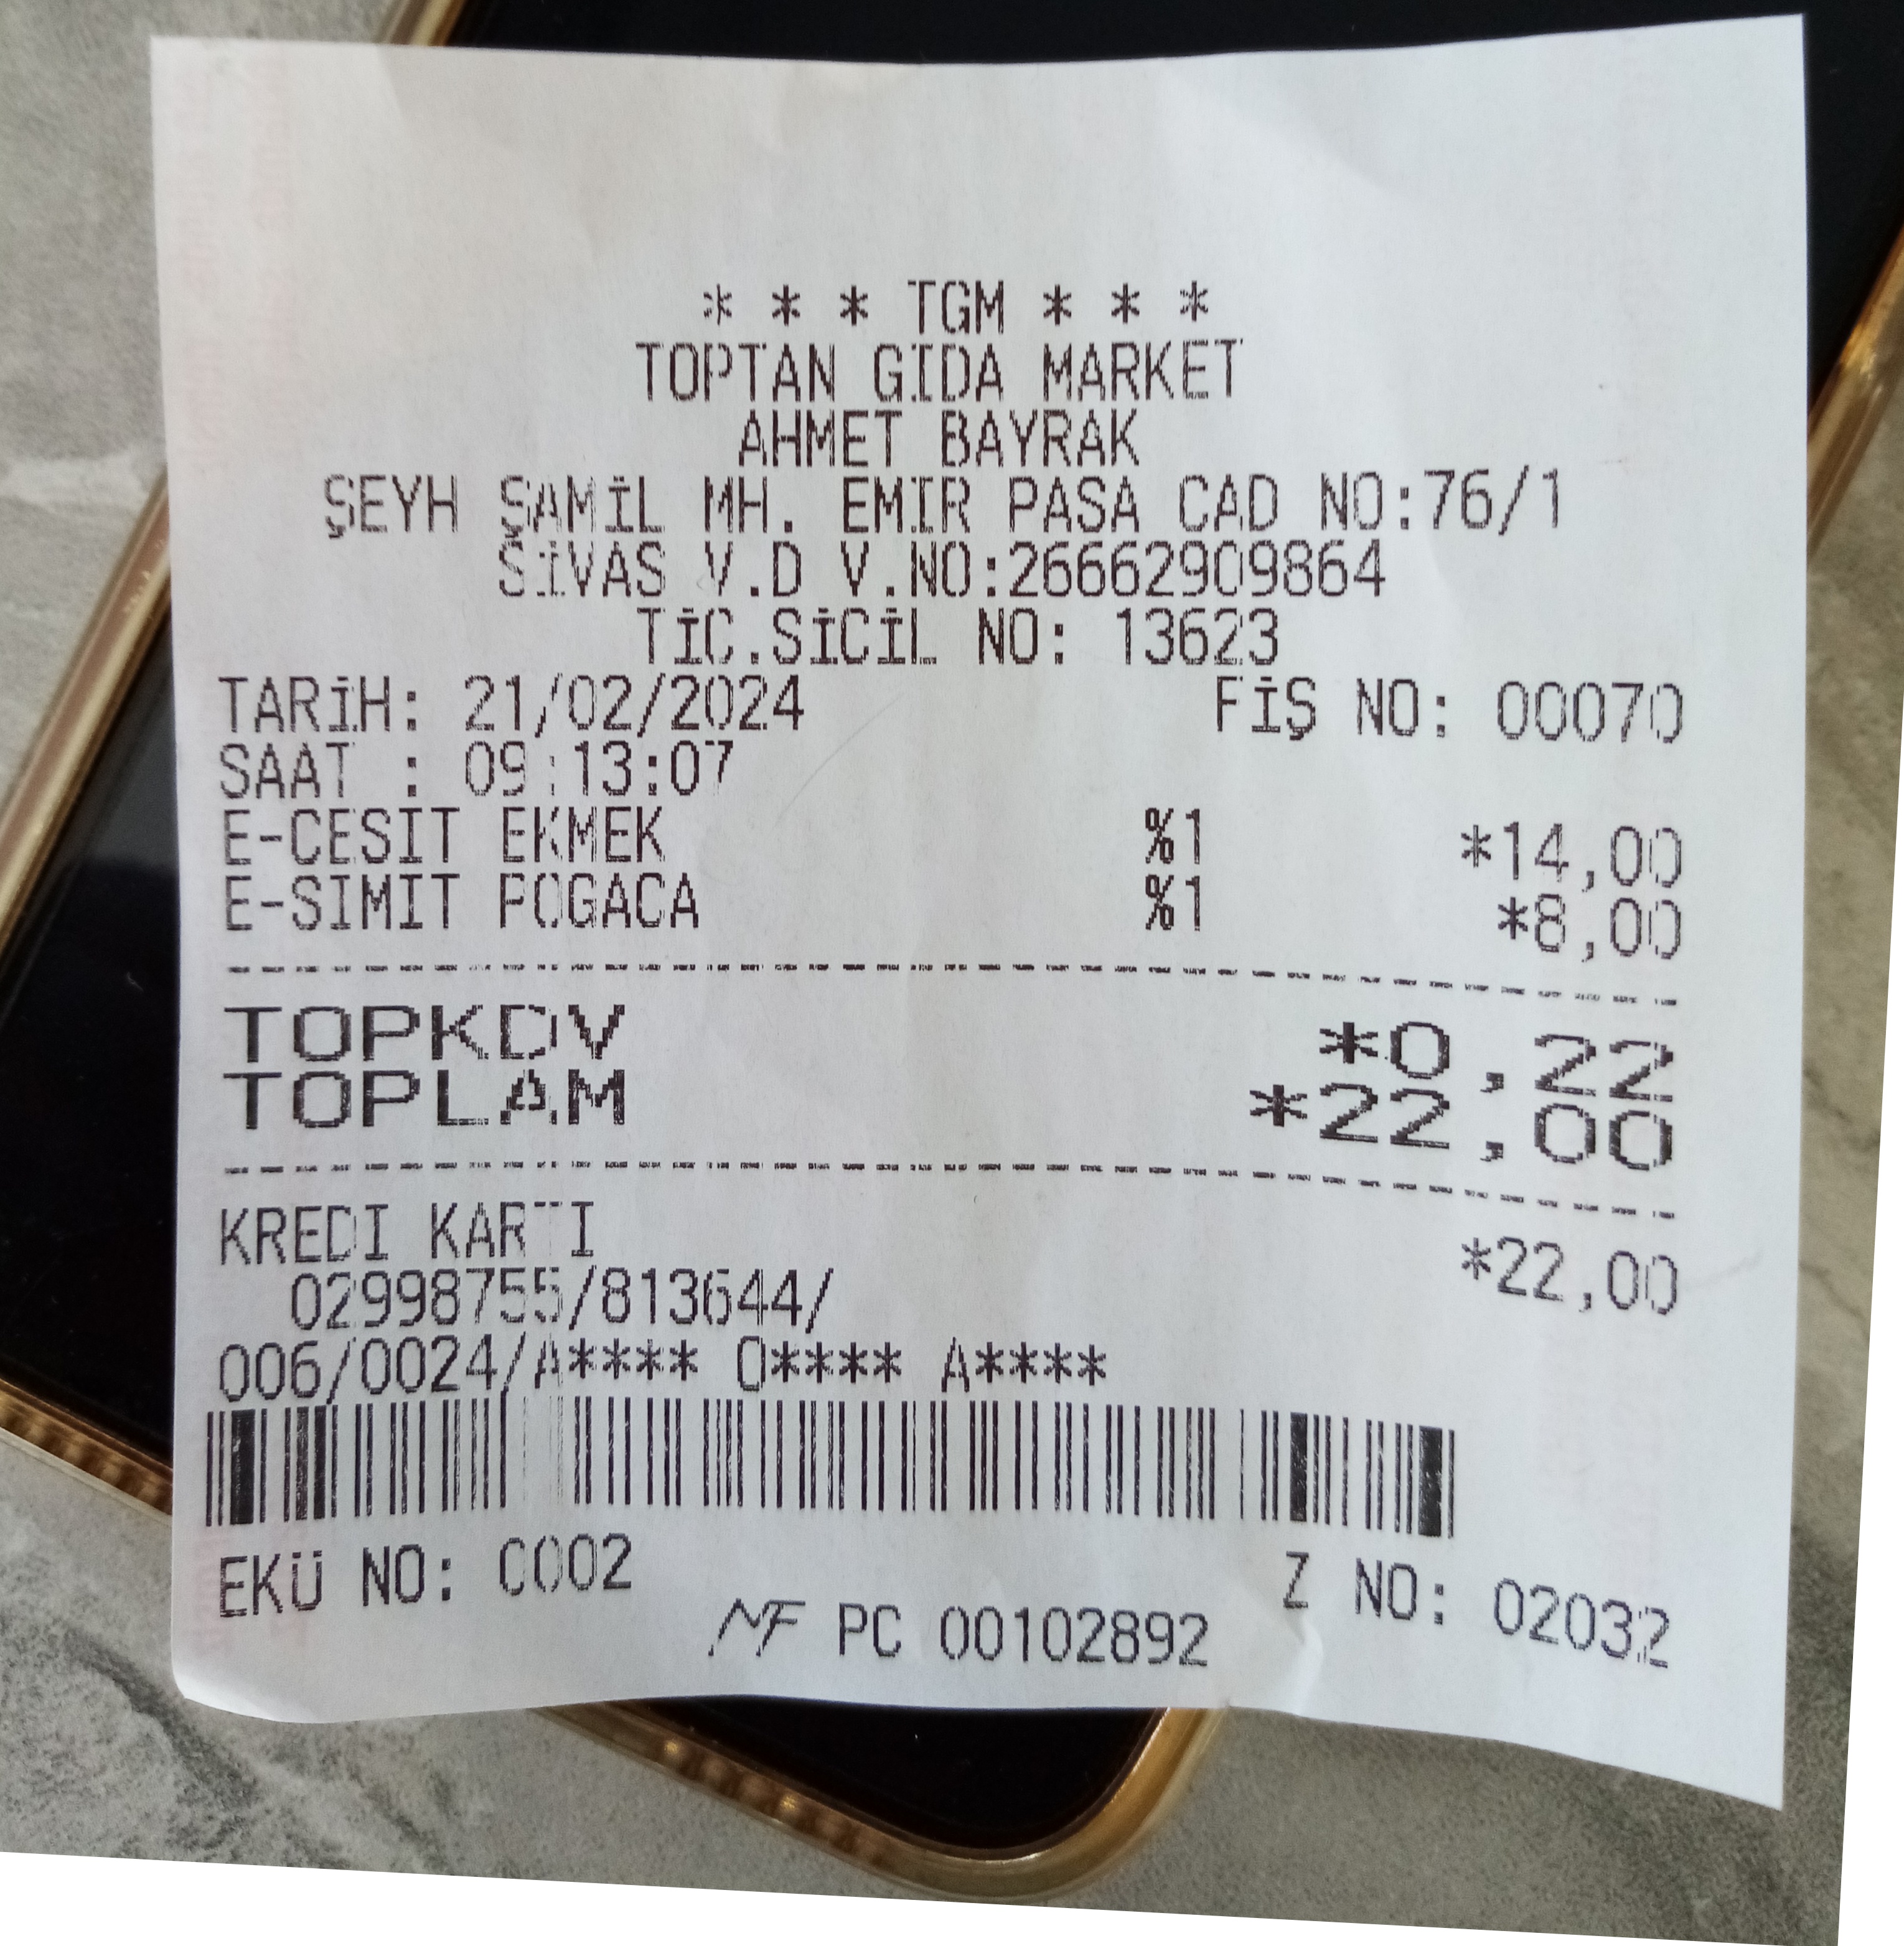 * * * TGM * * *
TOPTAN GIDA MARKET
AHMET BAYRAK
ŞEYH ŞAMİL MH. EMIR PASA CAD NO:76/1
SİVAS V.D V.NO:26662909864
TİC.SİCİL NO: 13623
TARİH: 21/02/2024 FİŞ NO: 00070
SAAT : 09:13:07
E-CESIT EKMEK %1 *14,00
E-SIMIT POGACA %1 *8,00
TOPKDV *0,22
TOPLAM *22,00
KREDI KARTI *22,00
02998755/813644/
006/0024/A**** O**** A****
EKÜ NO: 0002 Z NO: 02032
MF PC 00102892